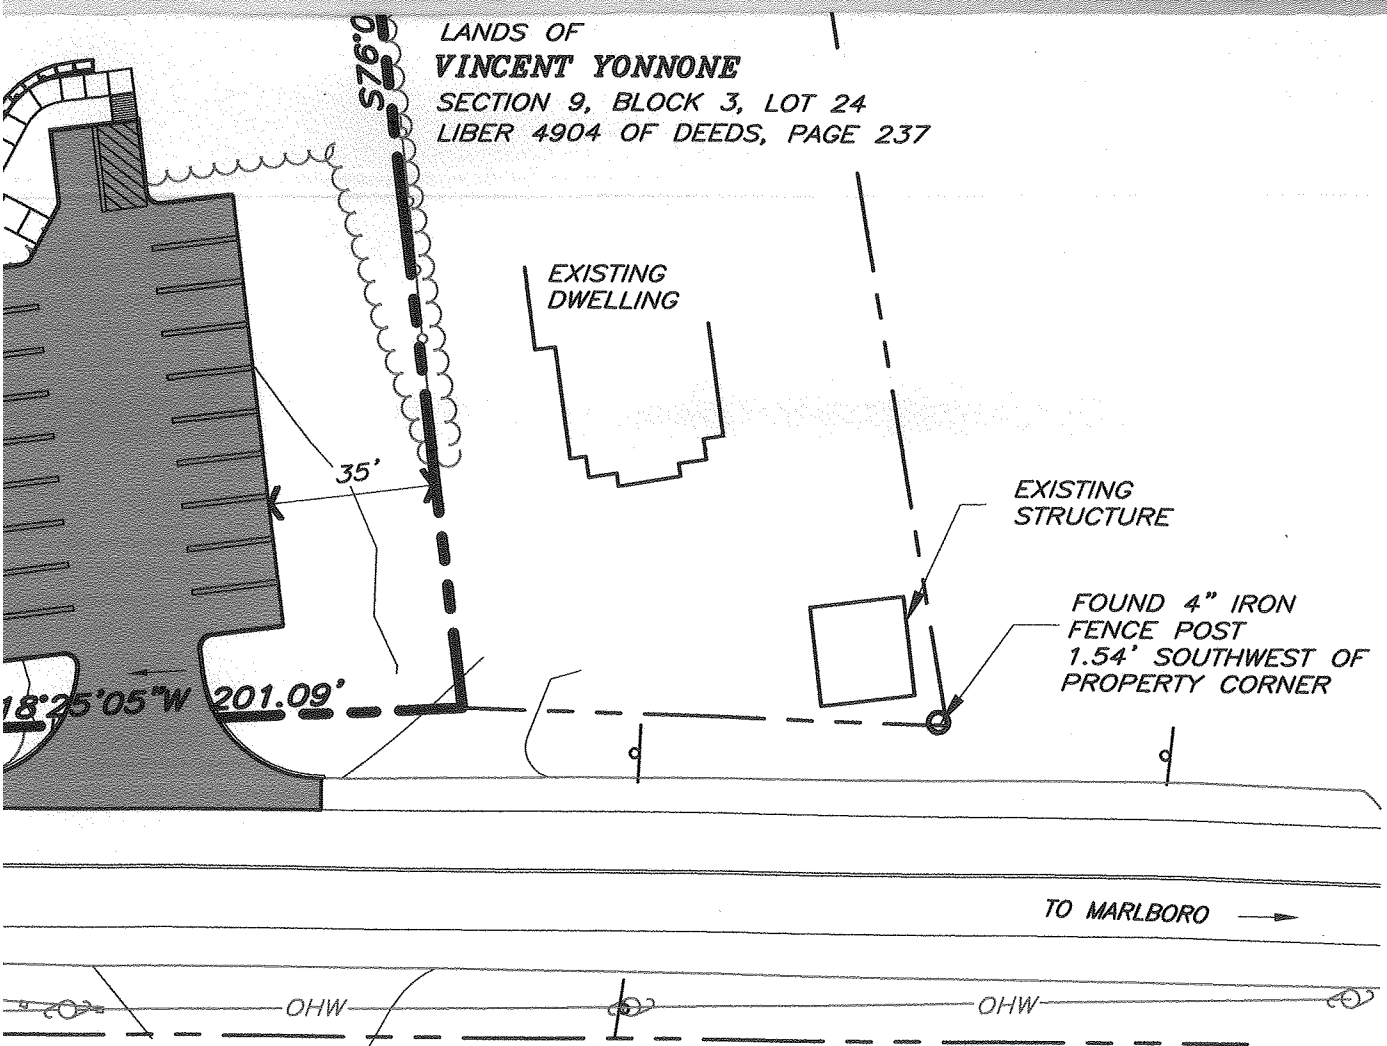 S76°0
LANDS OF
VINCENT YONNONE
SECTION 9, BLOCK 3, LOT 24
LIBER 4904 OF DEEDS, PAGE 237
EXISTING
DWELLING
35'
EXISTING
STRUCTURE
FOUND 4" IRON
FENCE POST
1.54' SOUTHWEST OF
PROPERTY CORNER
18°25'05"W 201.09'
TO MARLBORO
OHW
OHW